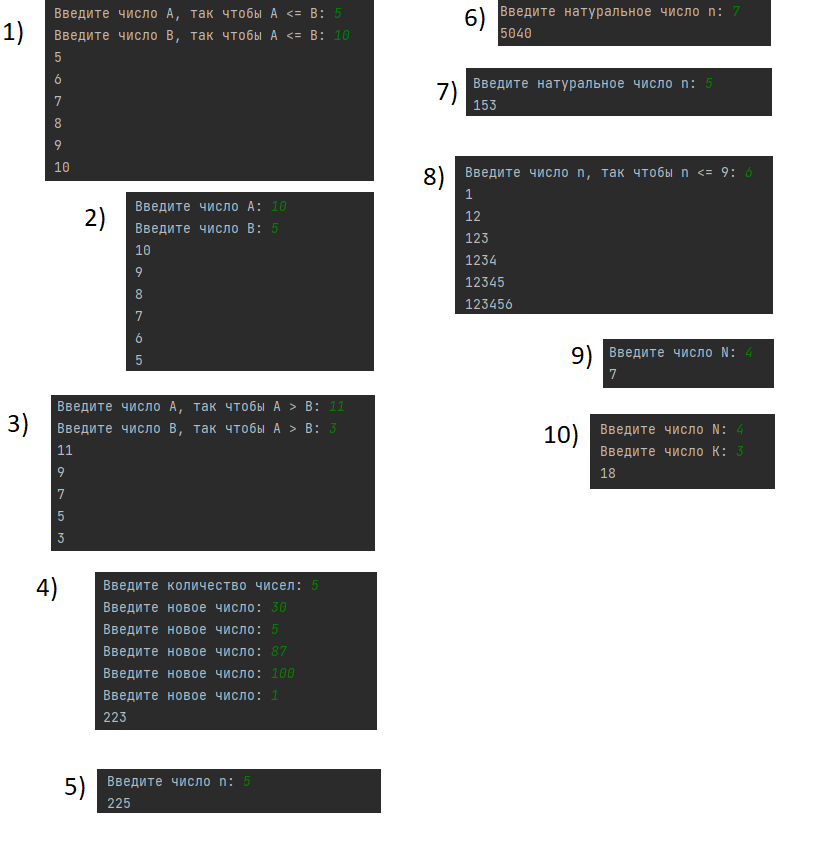 1)
Введите число A, так чтобы A <= B: 5
Введите число B, так чтобы A <= B: 10
5
6
7
8
9
10
2)
Введите число A: 10
Введите число B: 5
10
9
8
7
6
5
3)
Введите число A, так чтобы A > B: 11
Введите число B, так чтобы A > B: 3
11
9
7
5
3
4)
Введите количество чисел: 5
Введите новое число: 30
Введите новое число: 5
Введите новое число: 87
Введите новое число: 100
Введите новое число: 1
223
5)
Введите число n: 5
225
6)
Введите натуральное число n: 7
5040
7)
Введите натуральное число n: 5
153
8)
Введите число n, так чтобы n <= 9: 6
1
12
123
1234
12345
123456
9)
Введите число N: 4
7
10)
Введите число N: 4
Введите число K: 3
18